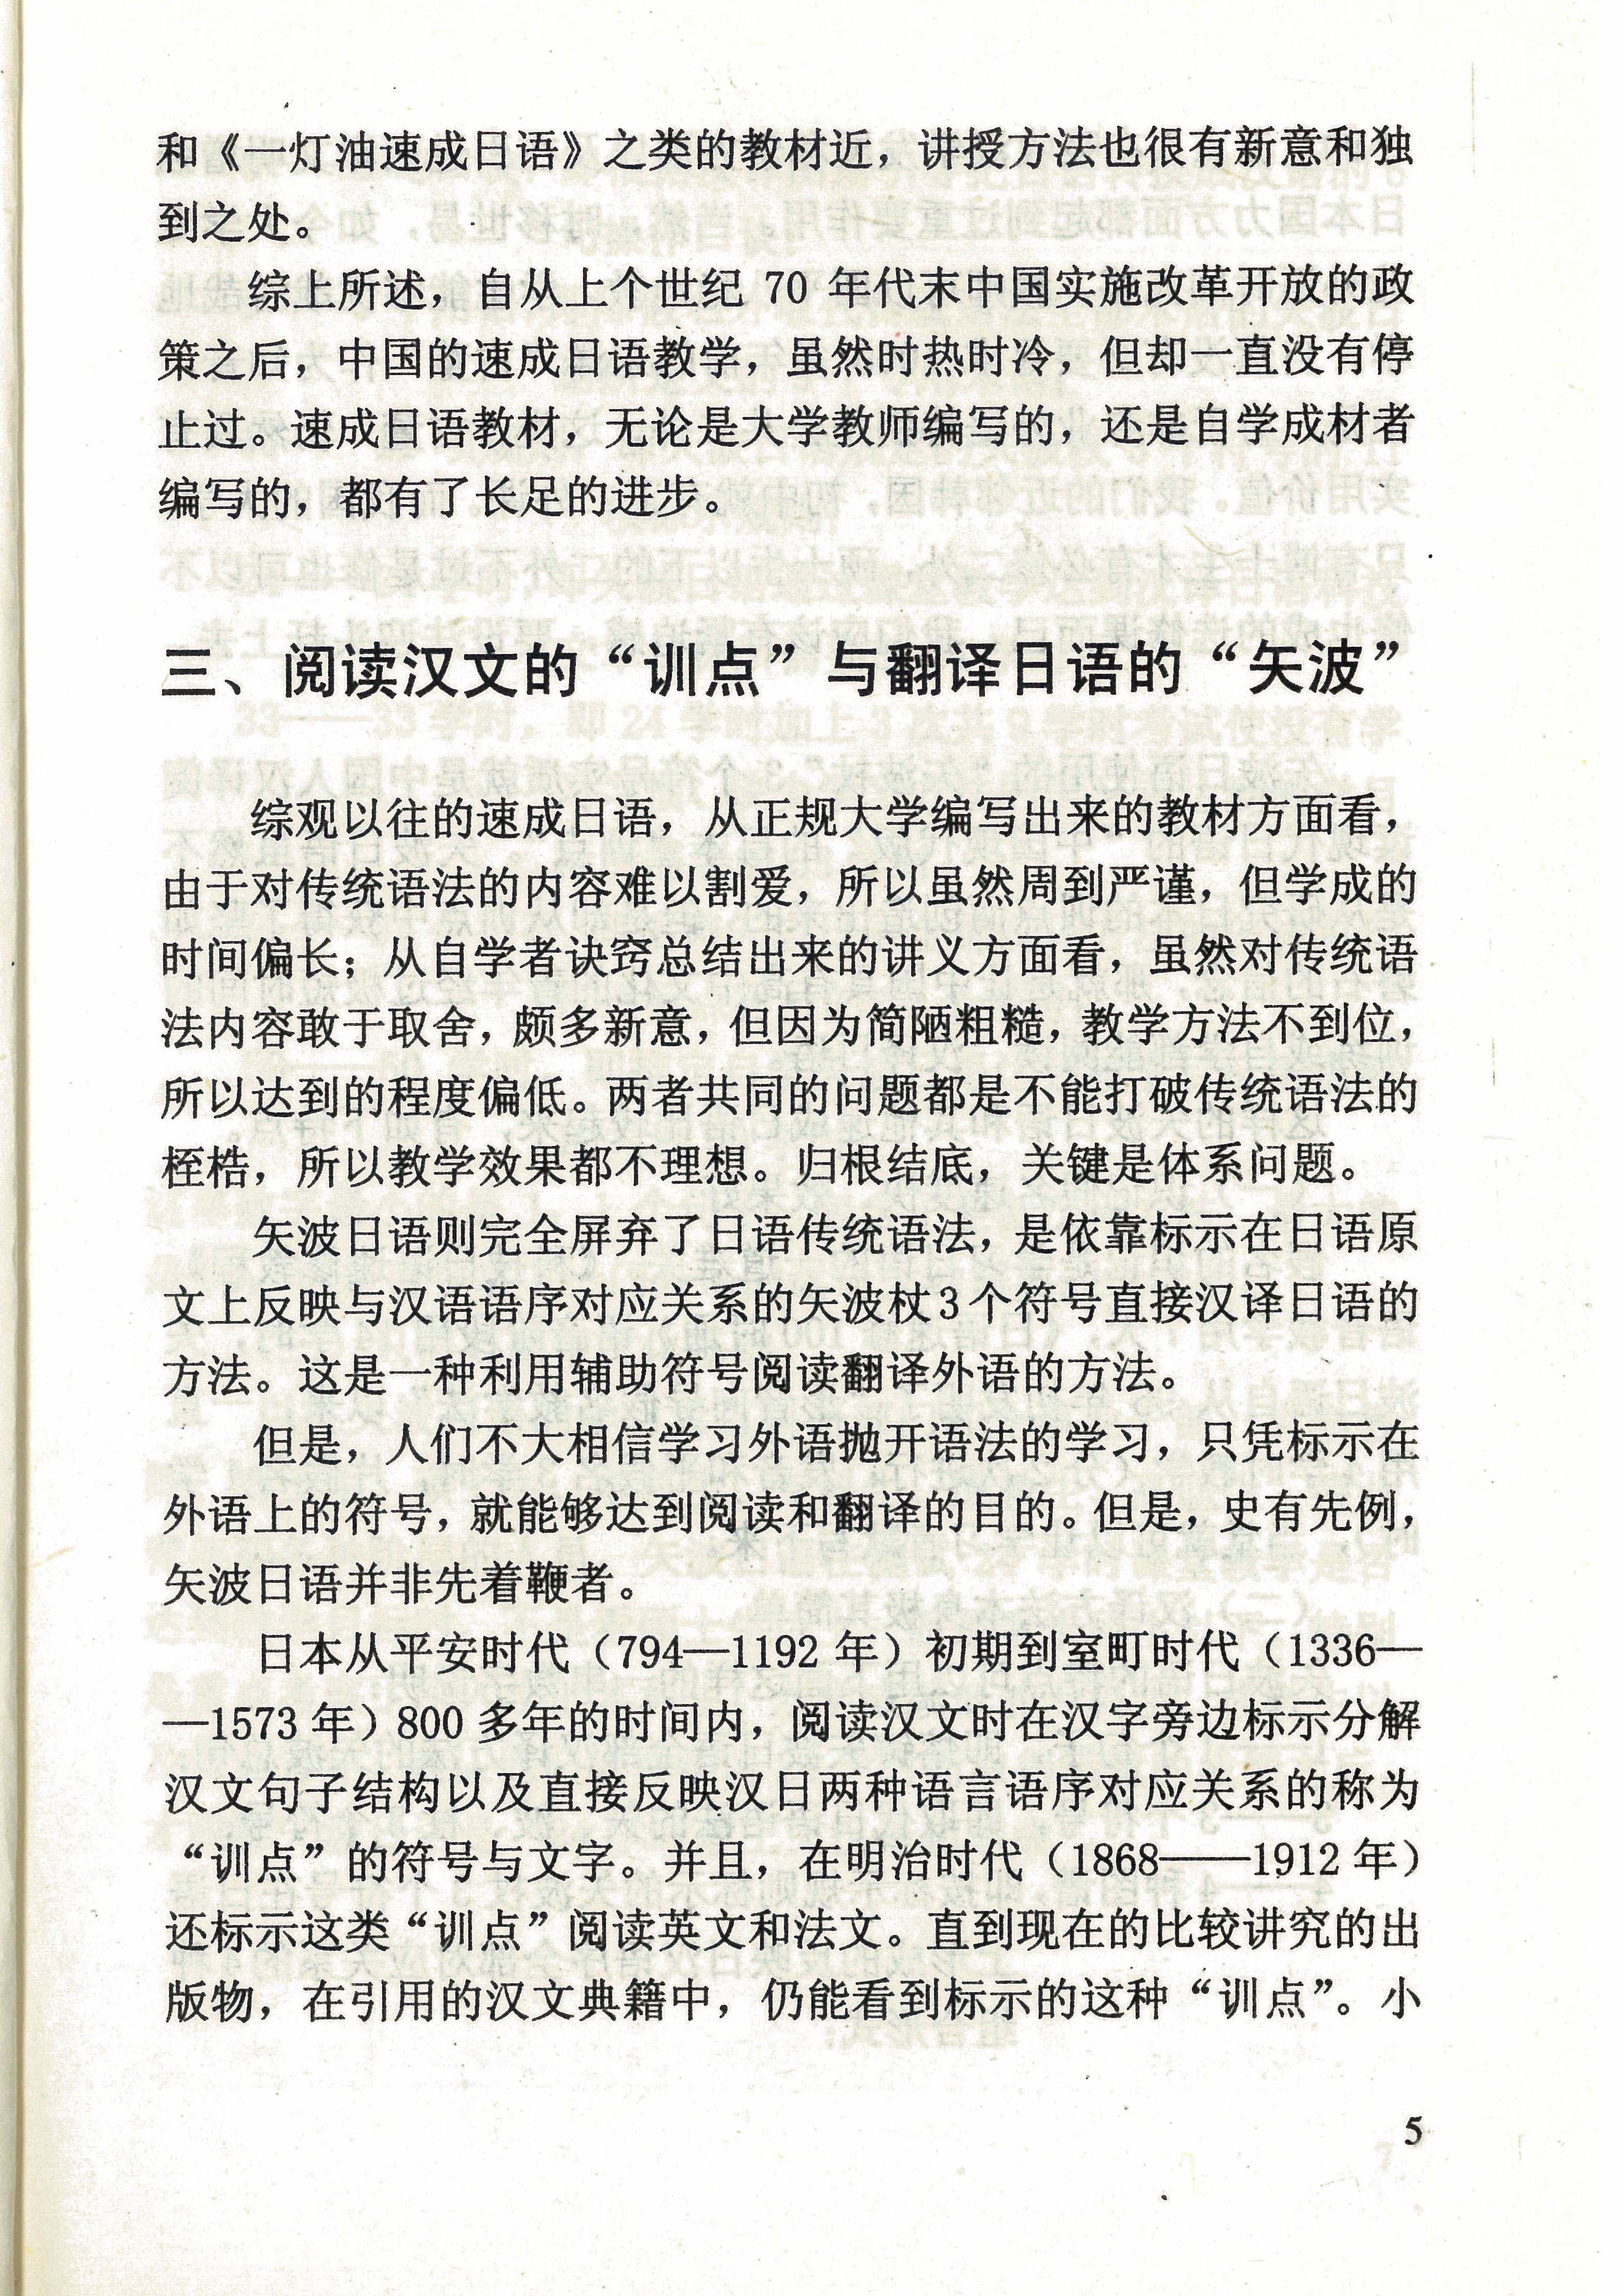 和《一灯油速成日语》之类的教材近，讲授方法也很有新意和独
到之处。
综上所述，自从上个世纪 70 年代末中国实施改革开放的政
策之后，中国的速成日语教学，虽然时热时冷，但却一直没有停
止过。速成日语教材，无论是大学教师编写的，还是自学成材者
编写的，都有了长足的进步。
三、阅读汉文的“训点”与翻译日语的“矢波”
综观以往的速成日语，从正规大学编写出来的教材方面看，
由于对传统语法的内容难以割爱，所以虽然周到严谨，但学成的
时间偏长；从自学者诀窍总结出来的讲义方面看，虽然对传统语
法内容敢于取舍，颇多新意，但因为简陋粗糙，教学方法不到位，
所以达到的程度偏低。两者共同的问题都是不能打破传统语法的
桎梏，所以教学效果都不理想。归根结底，关键是体系问题。
矢波日语则完全屏弃了日语传统语法，是依靠标示在日语原
文上反映与汉语语序对应关系的矢波杖3个符号直接汉译日语的
方法。这是一种利用辅助符号阅读翻译外语的方法。
但是，人们不大相信学习外语抛开语法的学习，只凭标示在
外语上的符号，就能够达到阅读和翻译的目的。但是，史有先例，
矢波日语并非先着鞭者。
日本从平安时代（794—1192 年）初期到室町时代（1336—
—1573 年）800 多年的时间内，阅读汉文时在汉字旁边标示分解
汉文句子结构以及直接反映汉日两种语言语序对应关系的称为
“训点”的符号与文字。并且，在明治时代（1868——1912 年）
还标示这类“训点”阅读英文和法文。直到现在的比较讲究的出
版物，在引用的汉文典籍中，仍能看到标示的这种“训点”。小
5